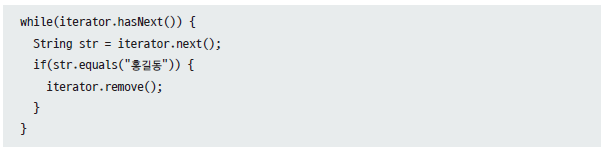 while(iterator.hasNext()) {
  String str = iterator.next();
  if(str.equals("홍길동")) {
    iterator.remove();
  }
}